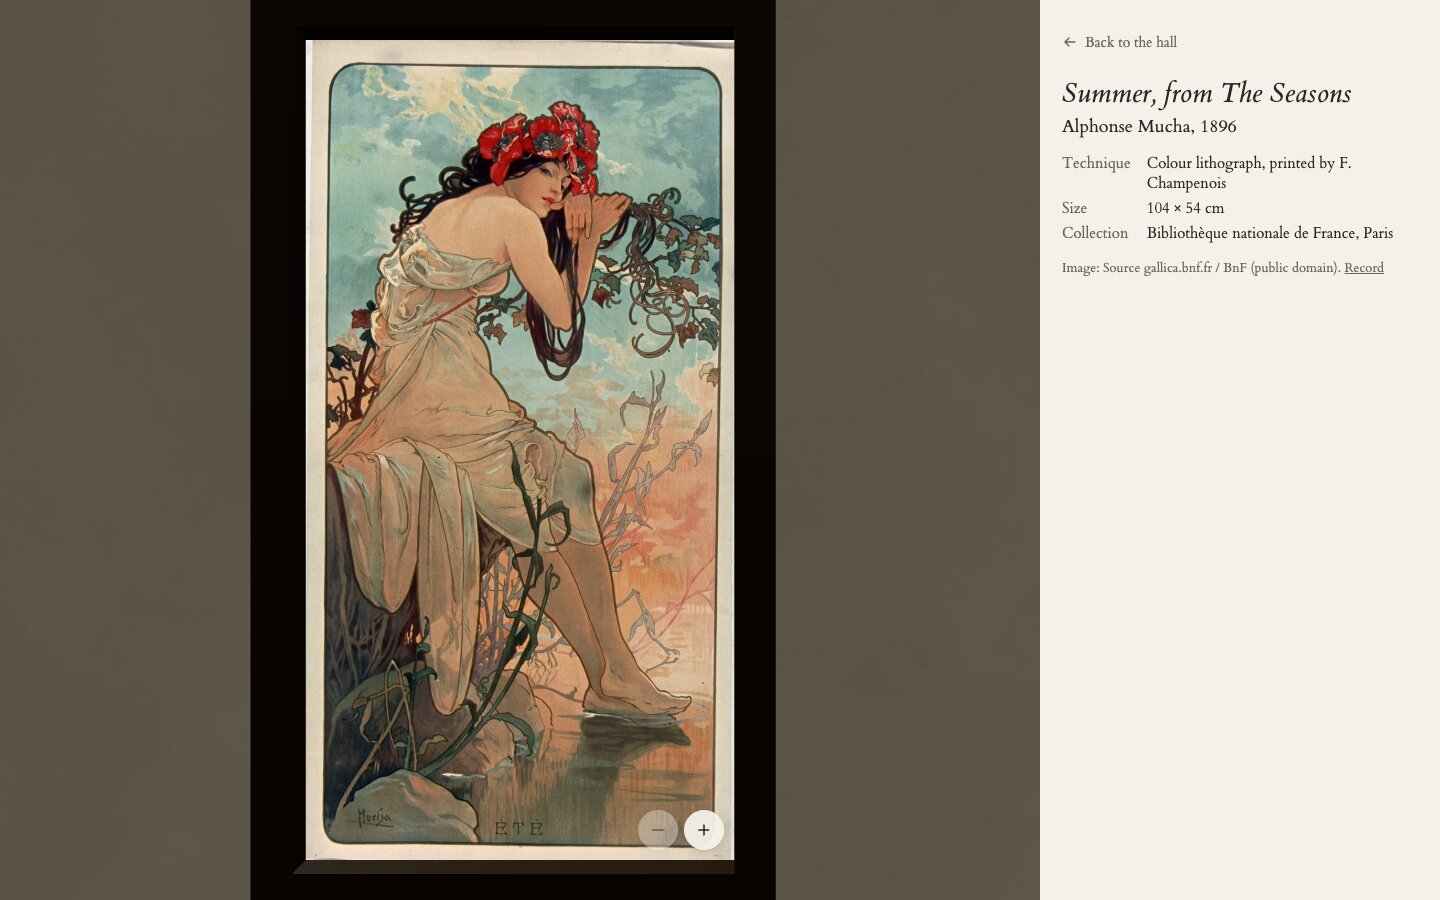 ← Back to the hall
Summer, from The Seasons
Alphonse Mucha, 1896
Technique Colour lithograph, printed by F.
Champenois
Size 104 × 54 cm
Collection Bibliothèque nationale de France, Paris
Image: Source gallica.bnf.fr / BnF (public domain). Record
Mucha
ÉTÉ